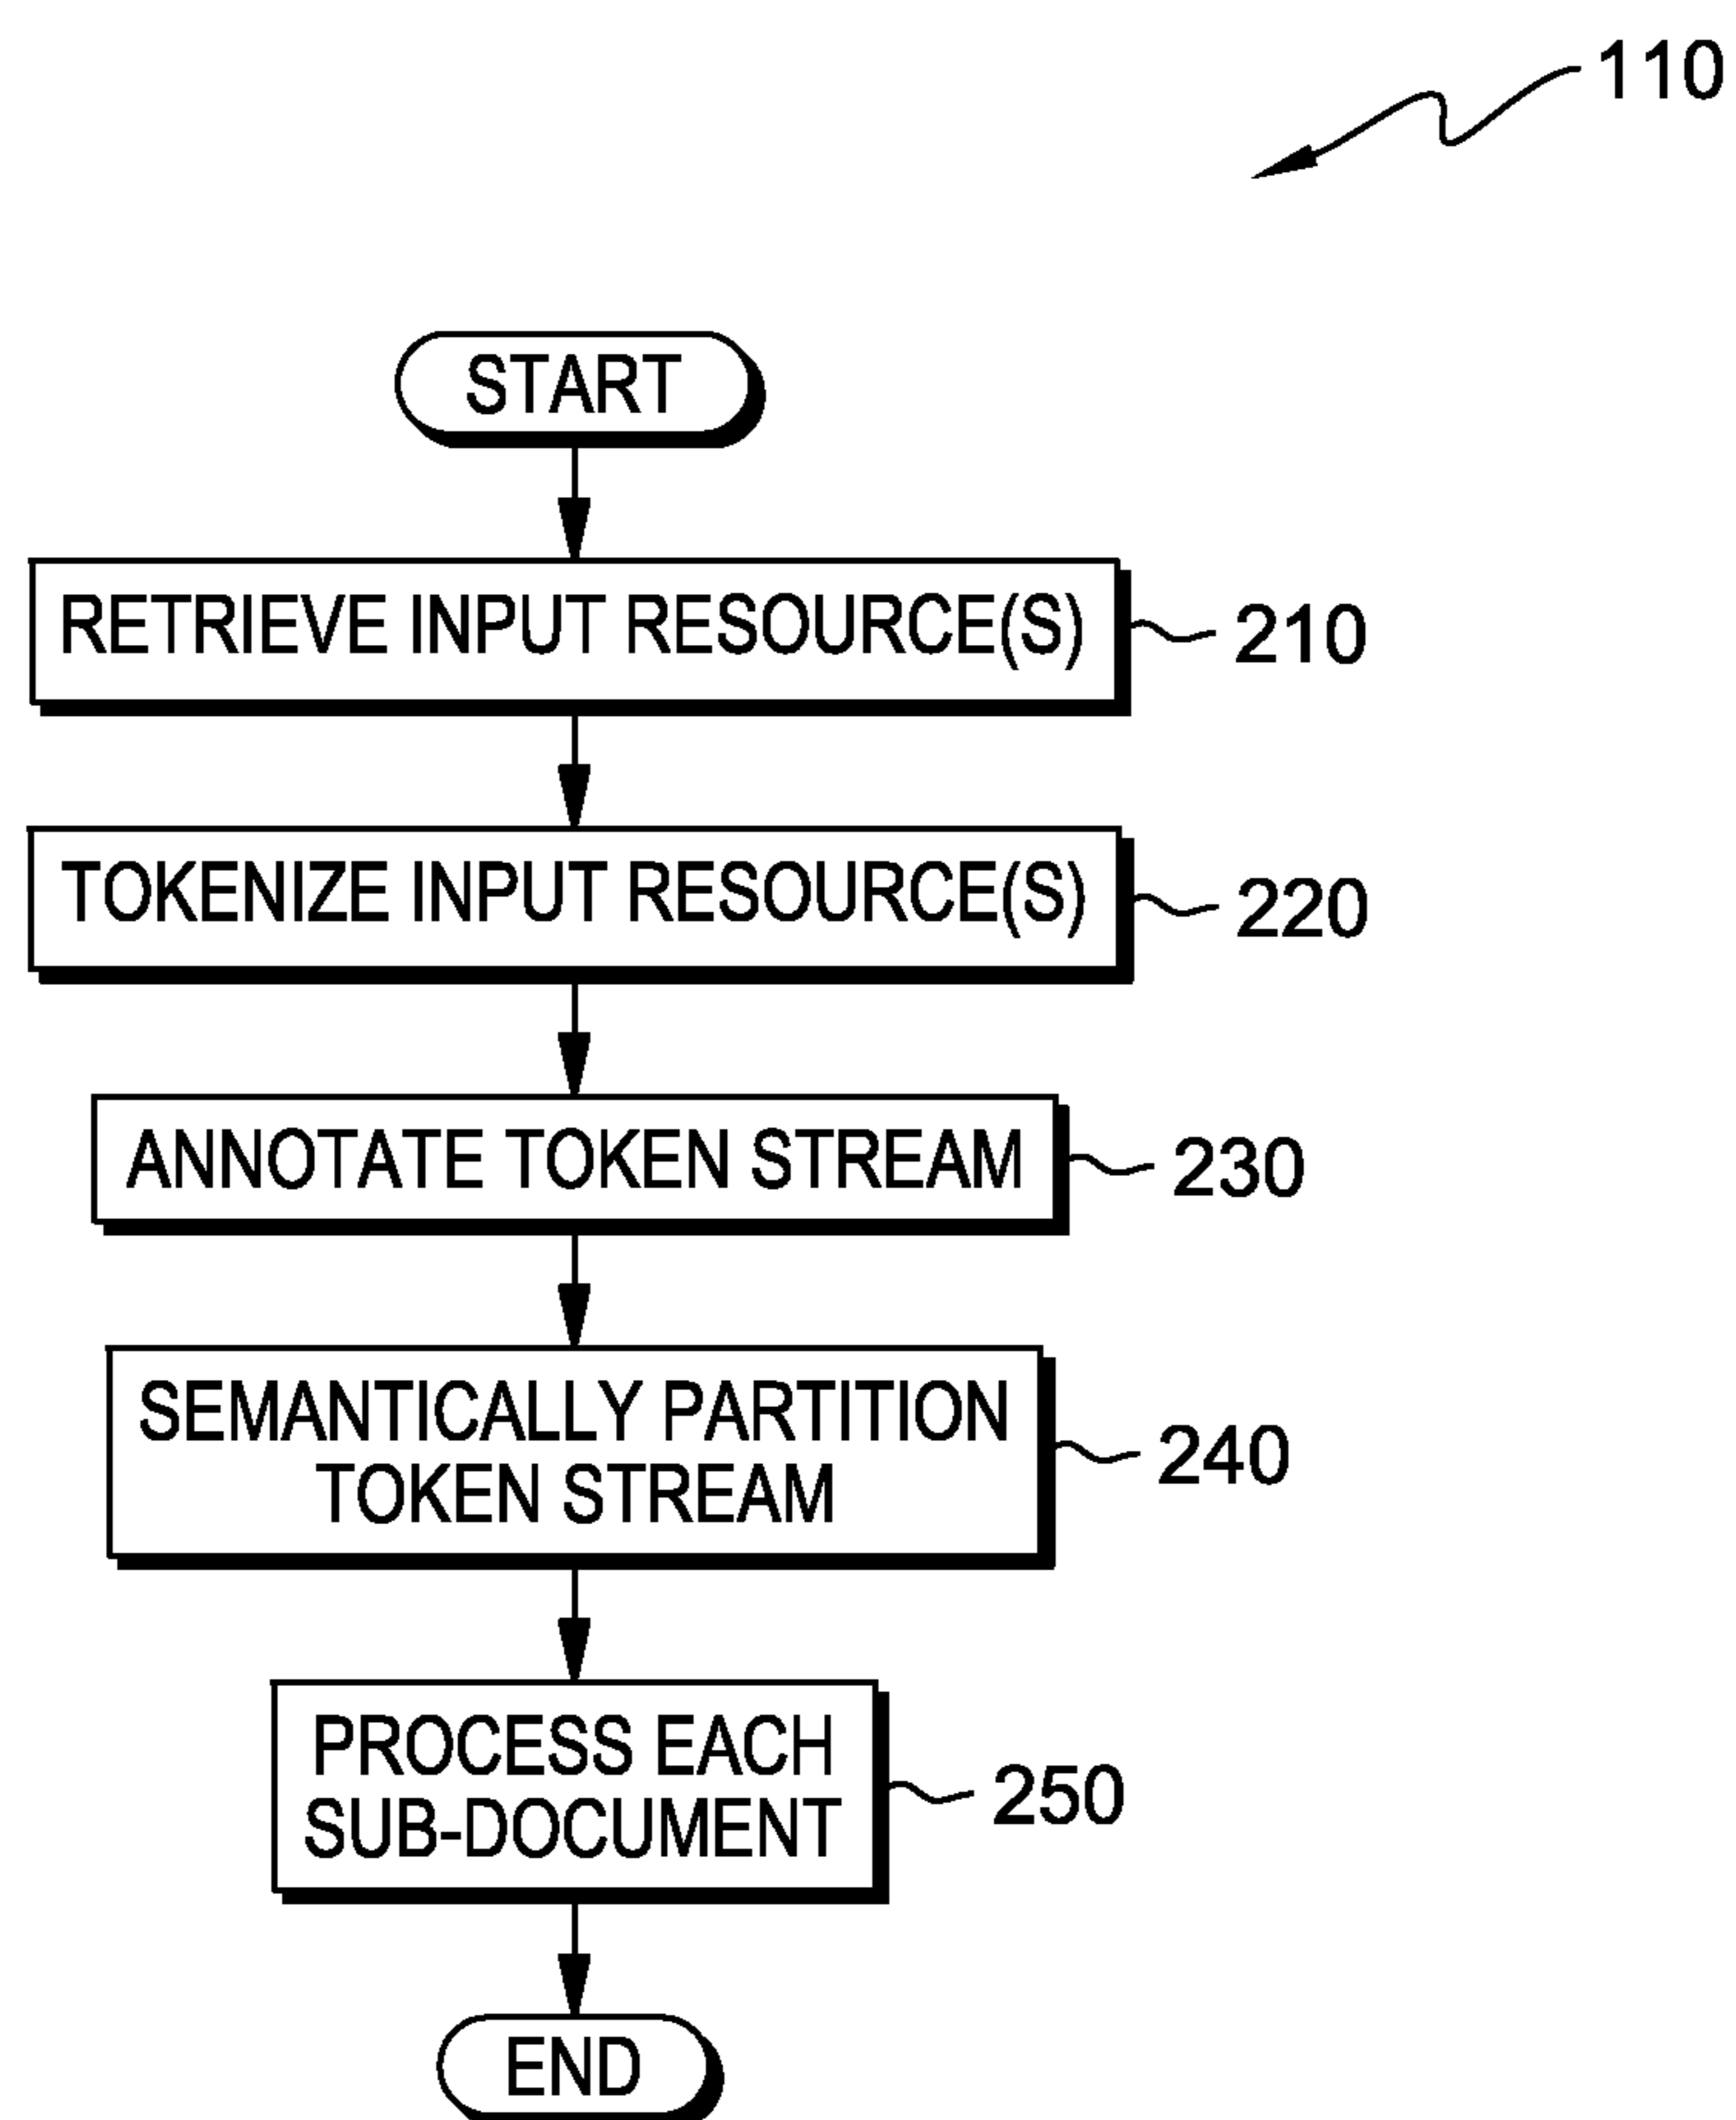 110
START
RETRIEVE INPUT RESOURCE(S)
210
TOKENIZE INPUT RESOURCE(S)
220
ANNOTATE TOKEN STREAM
230
SEMANTICALLY PARTITION
TOKEN STREAM
240
PROCESS EACH
SUB-DOCUMENT
250
END